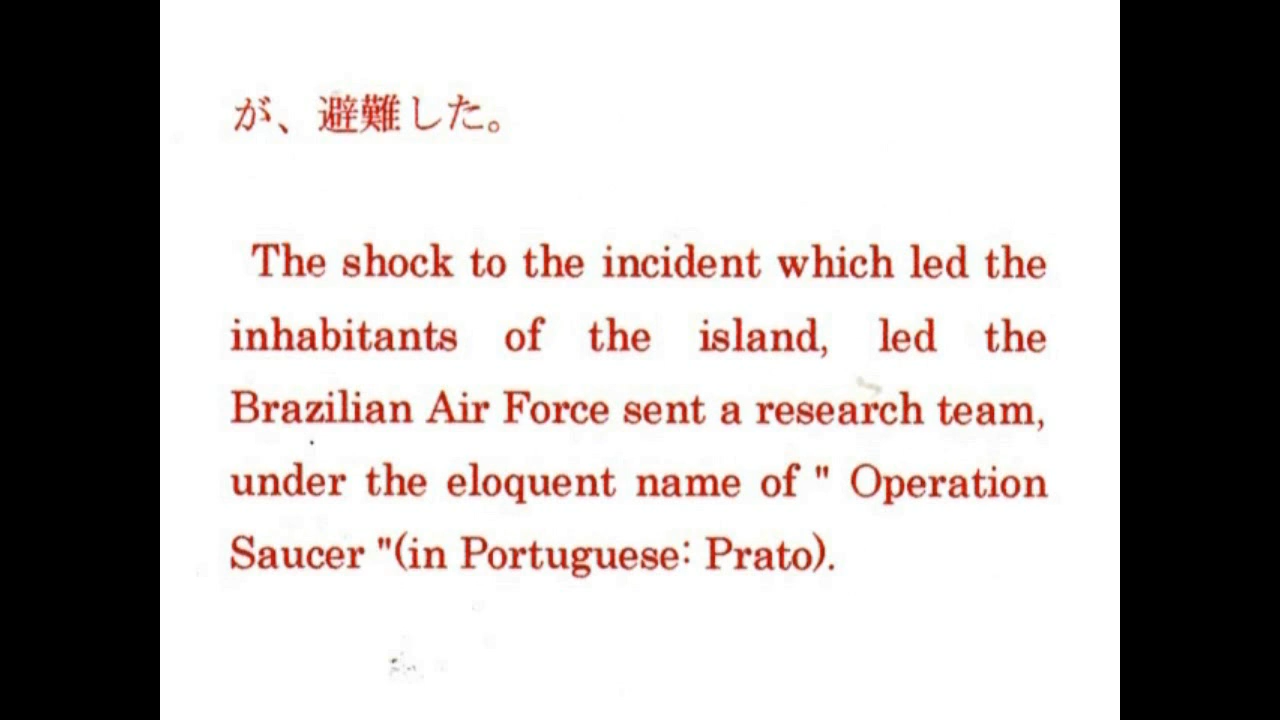 が、避難した。
The shock to the incident which led the
inhabitants of the island, led the
Brazilian Air Force sent a research team,
under the eloquent name of " Operation
Saucer "(in Portuguese: Prato).